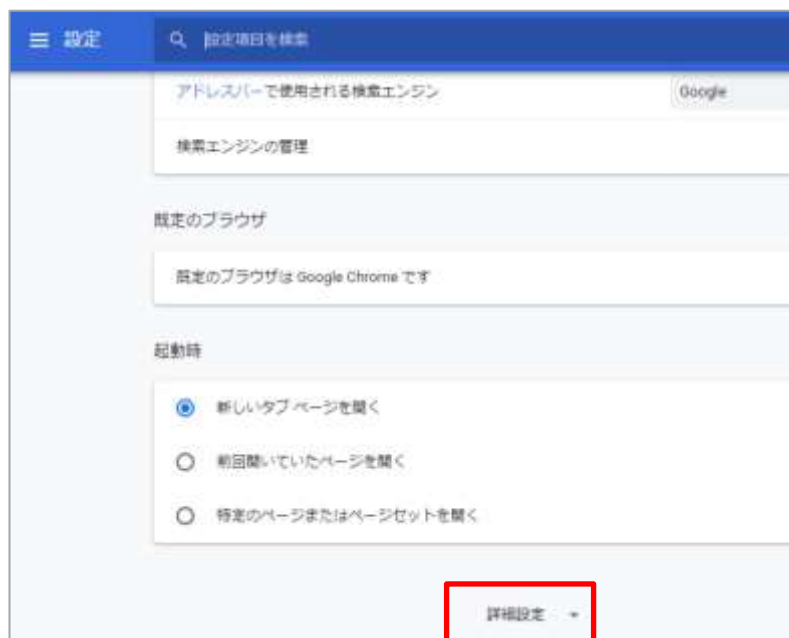 設定
設定項目を検索
アドレスバーで使用される検索エンジン
Google
検索エンジンの管理
既定のブラウザ
既定のブラウザは Google Chrome です
起動時
新しいタブ ページを開く
前回開いていたページを開く
特定のページまたはページセットを開く
詳細設定